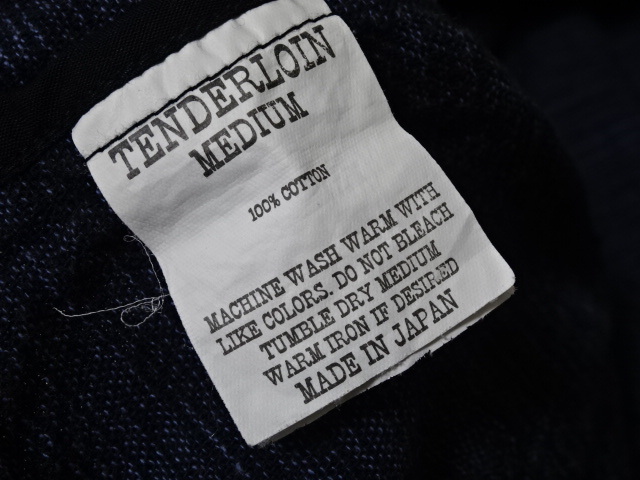 TENDERLOIN
MEDIUM
100% COTTON
MACHINE WASH WARM WITH
LIKE COLORS. DO NOT BLEACH
TUMBLE DRY MEDIUM
WARM IRON IF DESIRED
MADE IN JAPAN